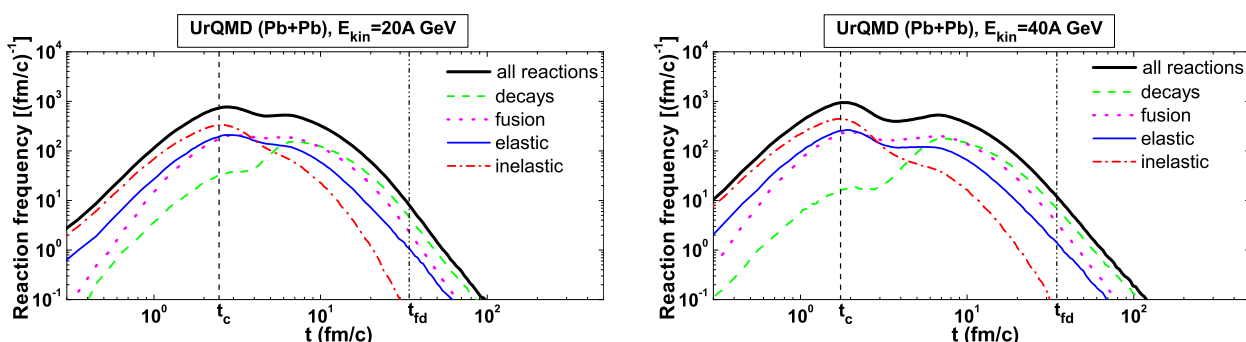 UrQMD (Pb+Pb), E_kin=20A GeV
Reaction frequency [(fm/c)^-1]
10^4
10^3
10^2
10^1
10^0
10^-1
all reactions
decays
fusion
elastic
inelastic
10^0
t_c
10^1
t_fd
10^2
t (fm/c)
UrQMD (Pb+Pb), E_kin=40A GeV
Reaction frequency [(fm/c)^-1]
10^4
10^3
10^2
10^1
10^0
10^-1
all reactions
decays
fusion
elastic
inelastic
10^0
t_c
10^1
t_fd
10^2
t (fm/c)